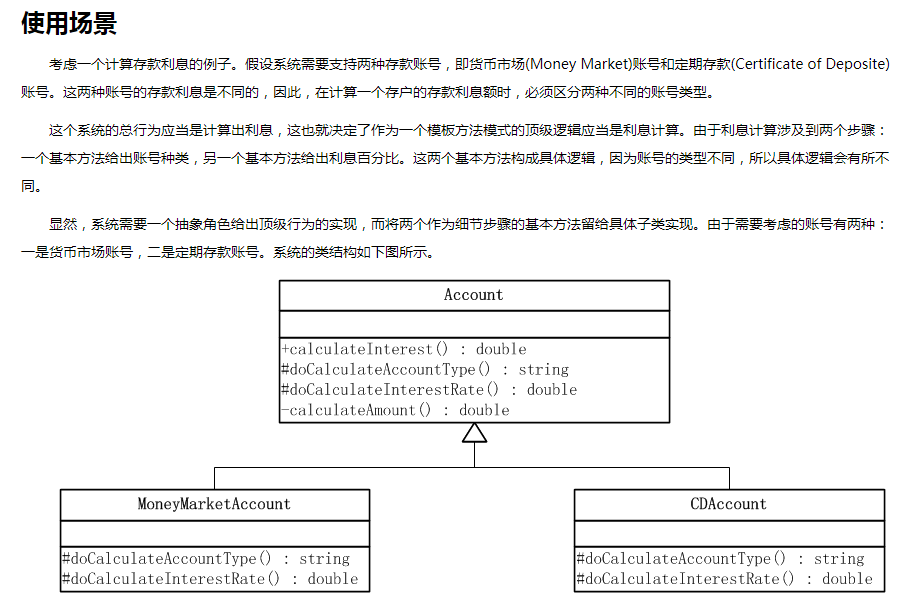 使用场景
考虑一个计算存款利息的例子。假设系统需要支持两种存款账号，即货币市场(Money Market)账号和定期存款(Certificate of Deposite)
账号。这两种账号的存款利息是不同的，因此，在计算一个存户的存款利息额时，必须区分两种不同的账号类型。
这个系统的总行为应当是计算出利息，这也就决定了作为一个模板方法模式的顶级逻辑应当是利息计算。由于利息计算涉及到两个步骤：
一个基本方法给出账号种类，另一个基本方法给出利息百分比。这两个基本方法构成具体逻辑，因为账号的类型不同，所以具体逻辑会有所不
同。
显然，系统需要一个抽象角色给出顶级行为的实现，而将两个作为细节步骤的基本方法留给具体子类实现。由于需要考虑的账号有两种：
一是货币市场账号，二是定期存款账号。系统的类结构如下图所示。
Account
+calculateInterest() : double
#doCalculateAccountType() : string
#doCalculateInterestRate() : double
-calculateAmount() : double
MoneyMarketAccount
#doCalculateAccountType() : string
#doCalculateInterestRate() : double
CDAccount
#doCalculateAccountType() : string
#doCalculateInterestRate() : double